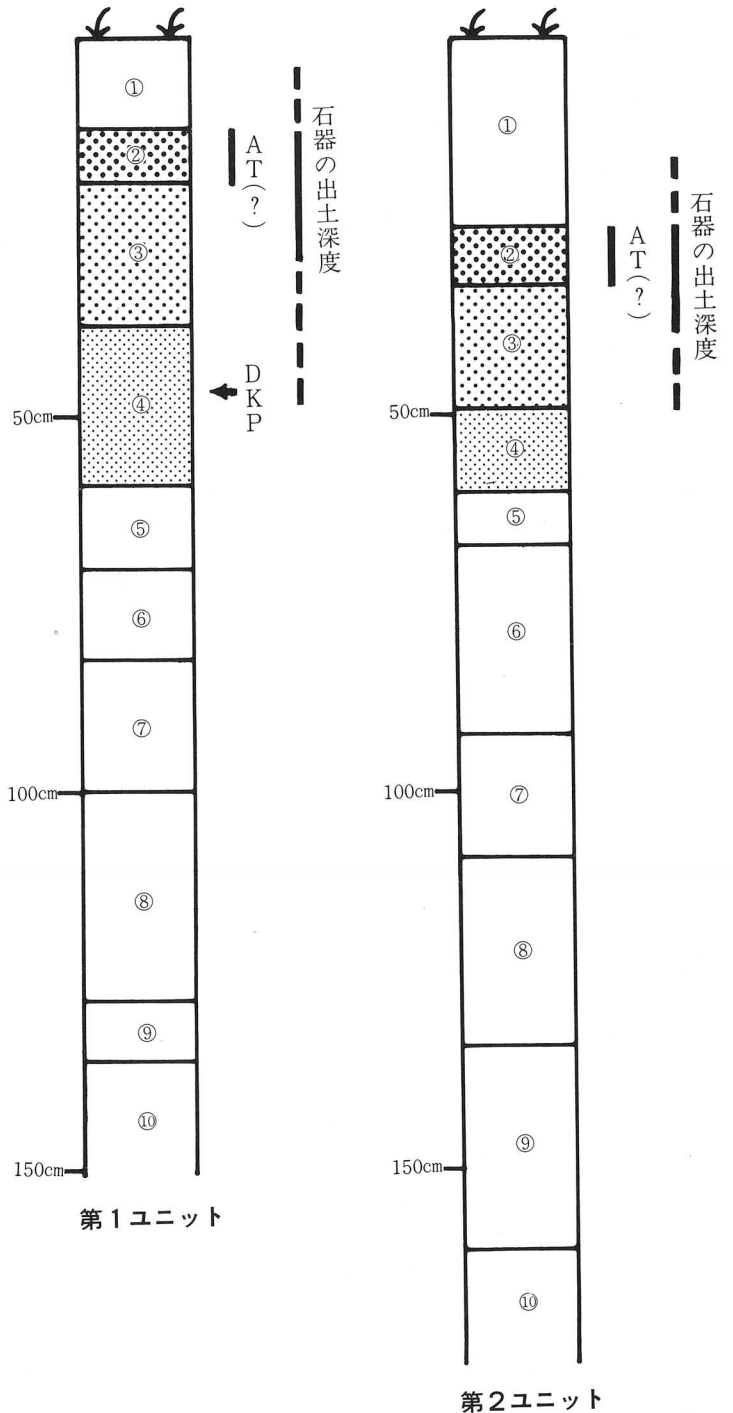 ①
②
③
④
⑤
⑥
⑦
⑧
⑨
⑩
50cm
100cm
150cm
AT(?)
DKP
石器の出土深度
第1ユニット
①
②
③
④
⑤
⑥
⑦
⑧
⑨
⑩
50cm
100cm
150cm
AT(?)
石器の出土深度
第2ユニット